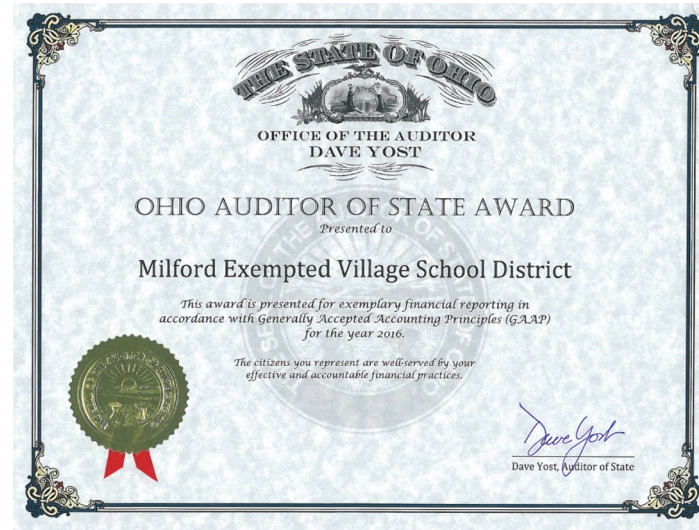 THE STATE OF OHIO
OFFICE OF THE AUDITOR
DAVE YOST
OHIO AUDITOR OF STATE AWARD
Presented to
Milford Exempted Village School District
This award is presented for exemplary financial reporting in
accordance with Generally Accepted Accounting Principles (GAAP)
for the year 2016.
The citizens you represent are well-served by your
effective and accountable financial practices.
Dave Yost
Dave Yost, Auditor of State